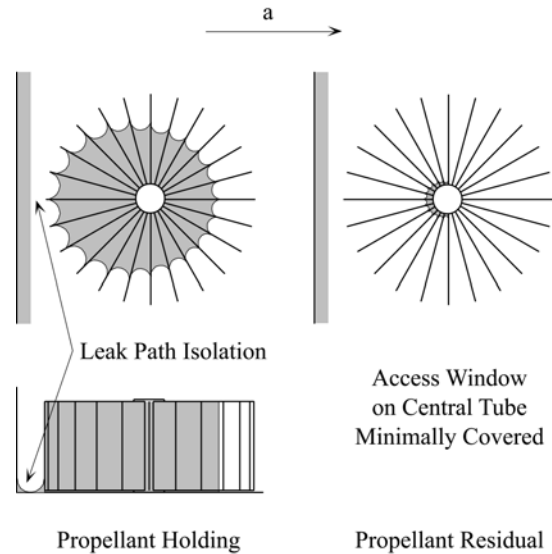 a
Leak Path Isolation
Access Window
on Central Tube
Minimally Covered
Propellant Holding
Propellant Residual